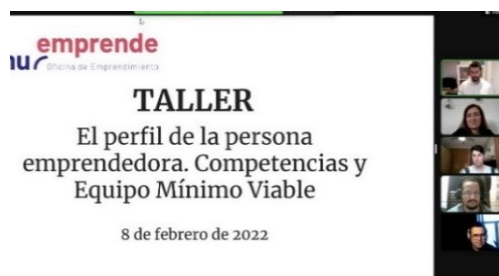 emprende
Oficina de Emprendimiento
TALLER
El perfil de la persona
emprendedora. Competencias y
Equipo Mínimo Viable
8 de febrero de 2022